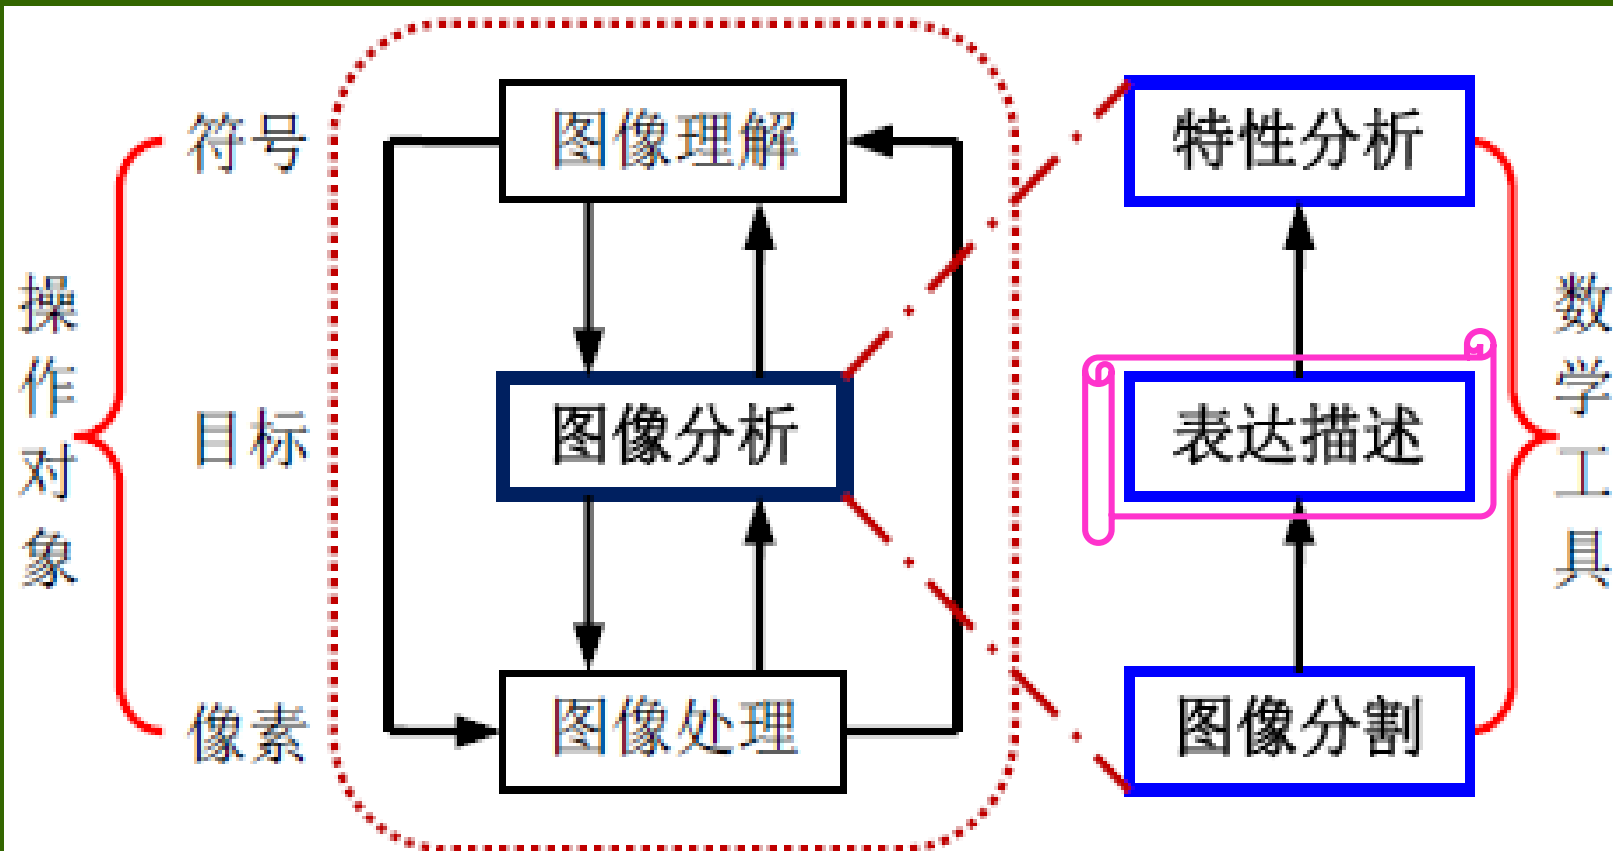 操作对象
符号
图像理解
特性分析
目标
图像分析
表达描述
像素
图像处理
图像分割
数学工具